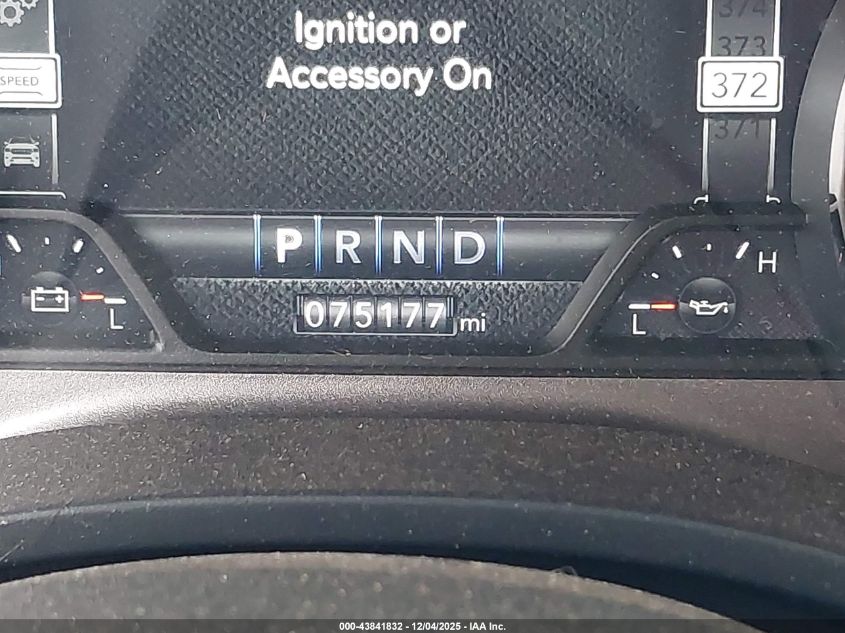 Ignition or
Accessory On
374
373
372
371
SPEED
P R N D
H
L
075177 mi
L
000-43841832 - 12/04/2025 - IAA Inc.